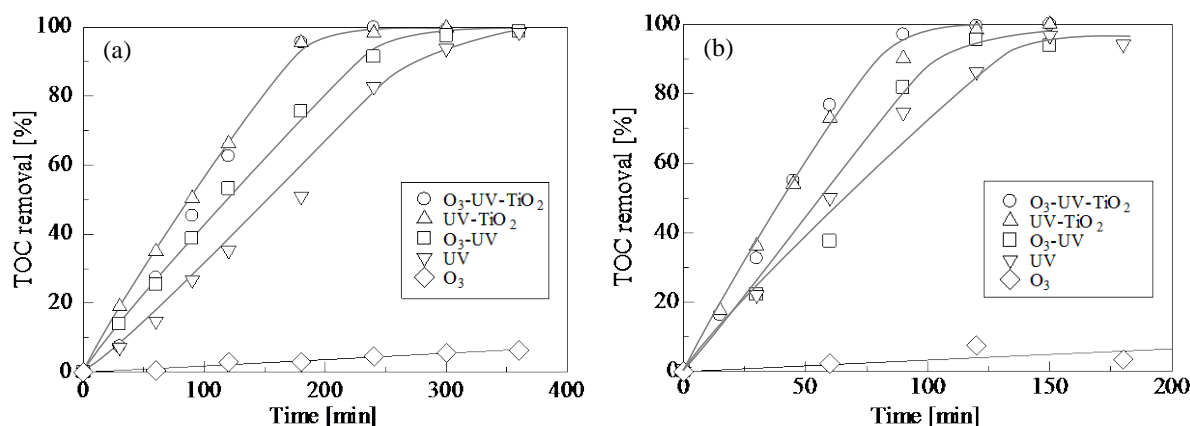 (a)
TOC removal [%]
100
80
60
40
20
0
O₃-UV-TiO₂
UV-TiO₂
O₃-UV
UV
O₃
0 100 200 300 400
Time [min]
(b)
TOC removal [%]
100
80
60
40
20
0
O₃-UV-TiO₂
UV-TiO₂
O₃-UV
UV
O₃
0 50 100 150 200
Time [min]